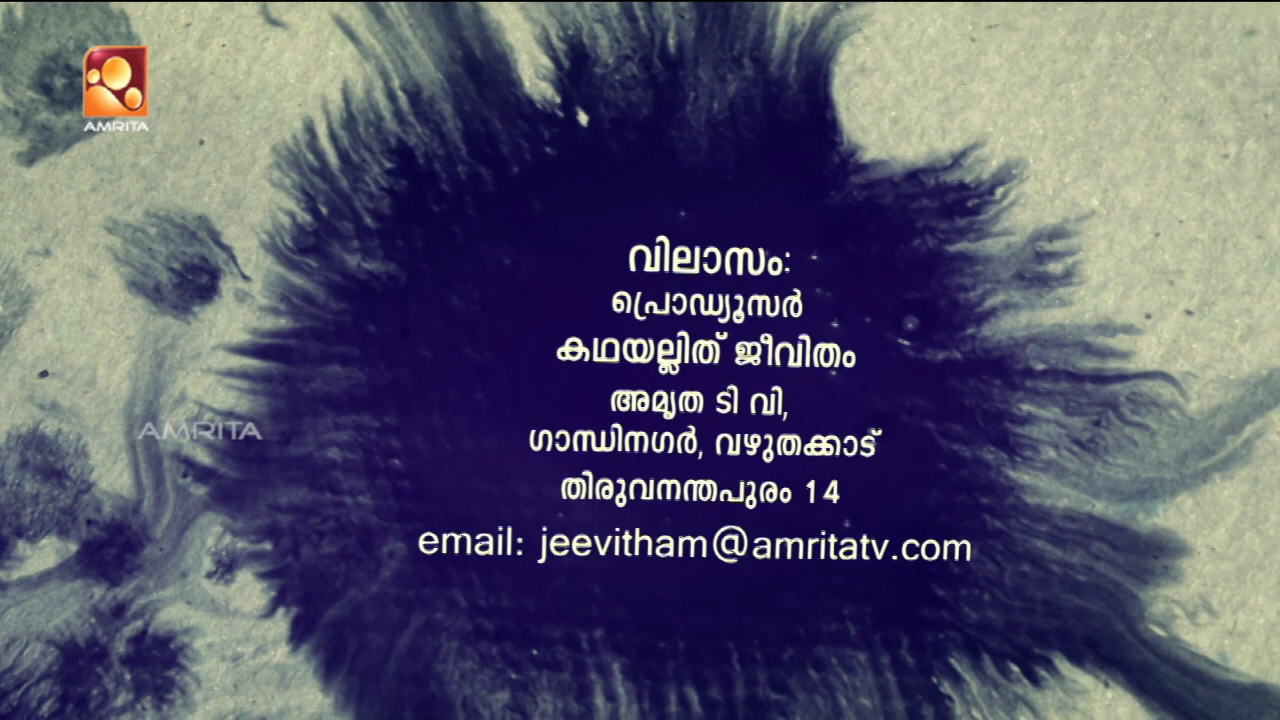 AMRITA
വിലാസം:
പ്രൊഡ്യൂസർ
കഥയല്ലിത് ജീവിതം
അമൃത ടി വി,
ഗാന്ധിനഗർ, വഴുതക്കാട്
AMRITA
തിരുവനന്തപുരം 14
email: jeevitham@amritatv.com